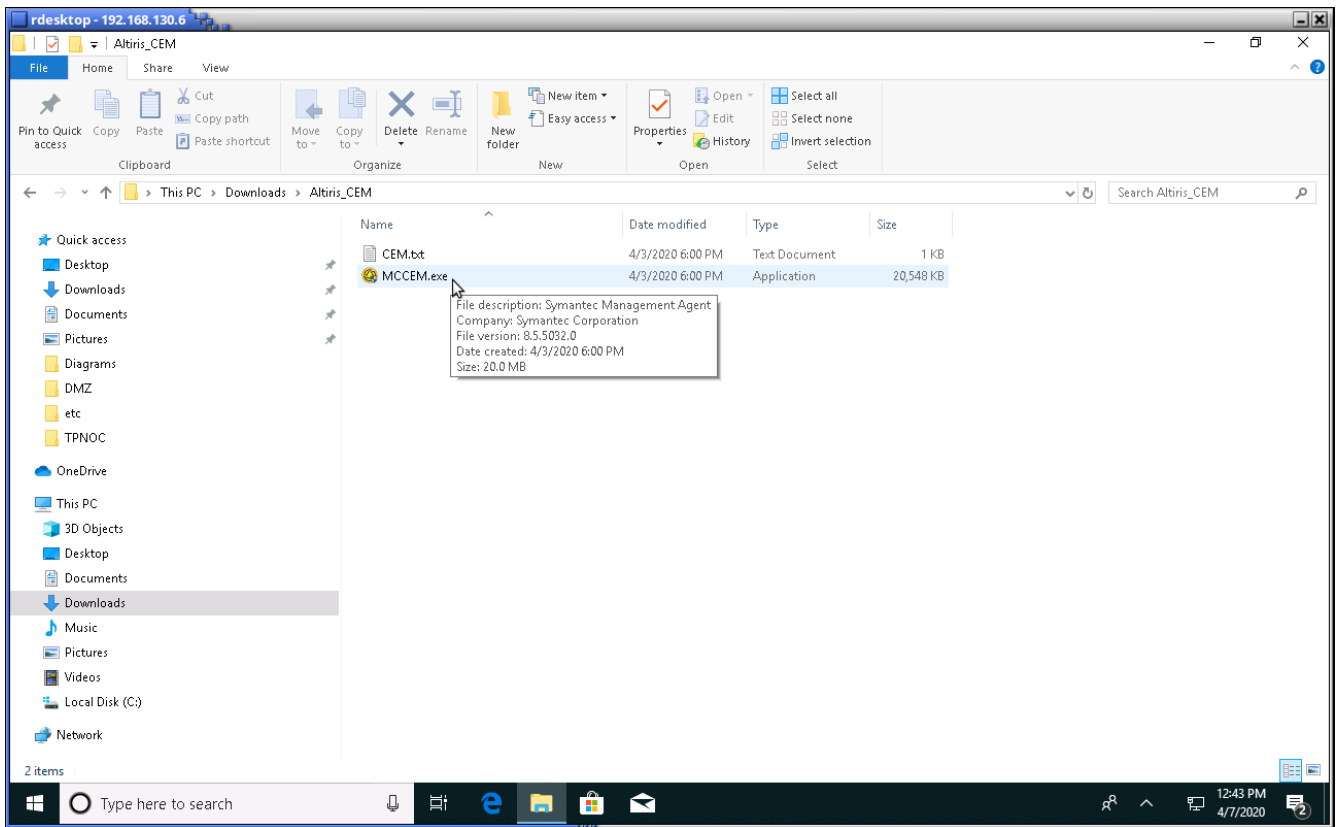 rdesktop - 192.168.130.6
Altiris_CEM
File Home Share View
Pin to Quick access
Copy
Paste
Cut
Copy path
Paste shortcut
Clipboard
Move to
Copy to
Delete
Rename
Organize
New folder
New item
Easy access
New
Properties
Open
Edit
History
Open
Select all
Select none
Invert selection
Select
This PC > Downloads > Altiris_CEM
Search Altiris_CEM
Name Date modified Type Size
CEM.txt 4/3/2020 6:00 PM Text Document 1 KB
MCCEM.exe 4/3/2020 6:00 PM Application 20,548 KB
File description: Symantec Management Agent
Company: Symantec Corporation
File version: 8.5.5032.0
Date created: 4/3/2020 6:00 PM
Size: 20.0 MB
Quick access
Desktop
Downloads
Documents
Pictures
Diagrams
DMZ
etc
TPNOC
OneDrive
This PC
3D Objects
Desktop
Documents
Downloads
Music
Pictures
Videos
Local Disk (C:)
Network
2 items
Type here to search
12:43 PM
4/7/2020
2